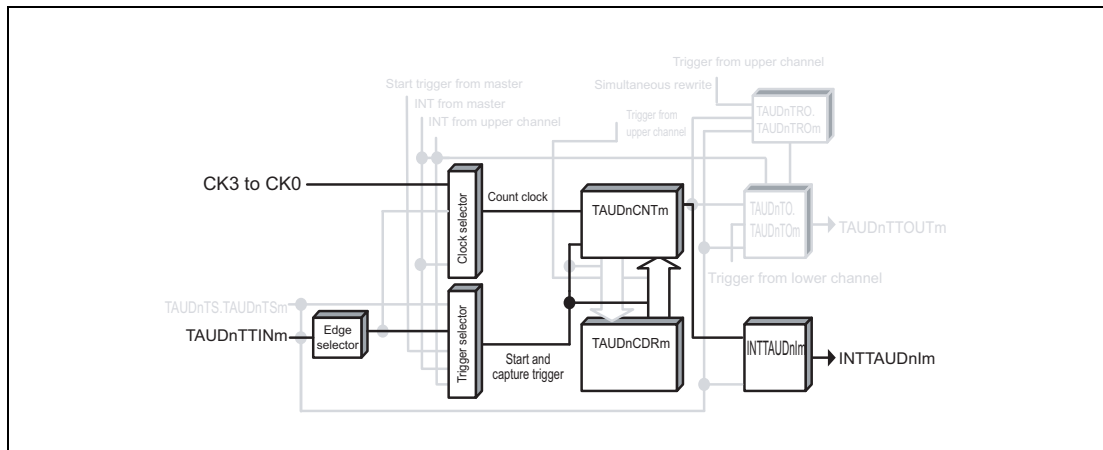 Trigger from upper channel
Start trigger from master
Simultaneous rewrite
INT from master
INT from upper channel
Trigger from
upper channel
TAUDnTRO.
TAUDnTROm
CK3 to CK0
Clock selector
Count clock
TAUDnCNTm
TAUDnTO.
TAUDnTOm
TAUDnTTOUTm
Trigger from lower channel
TAUDnTS.TAUDnTSm
TAUDnTTINm
Edge
selector
Trigger selector
Start and
capture trigger
TAUDnCDRm
INTTAUDnIm
INTTAUDnIm